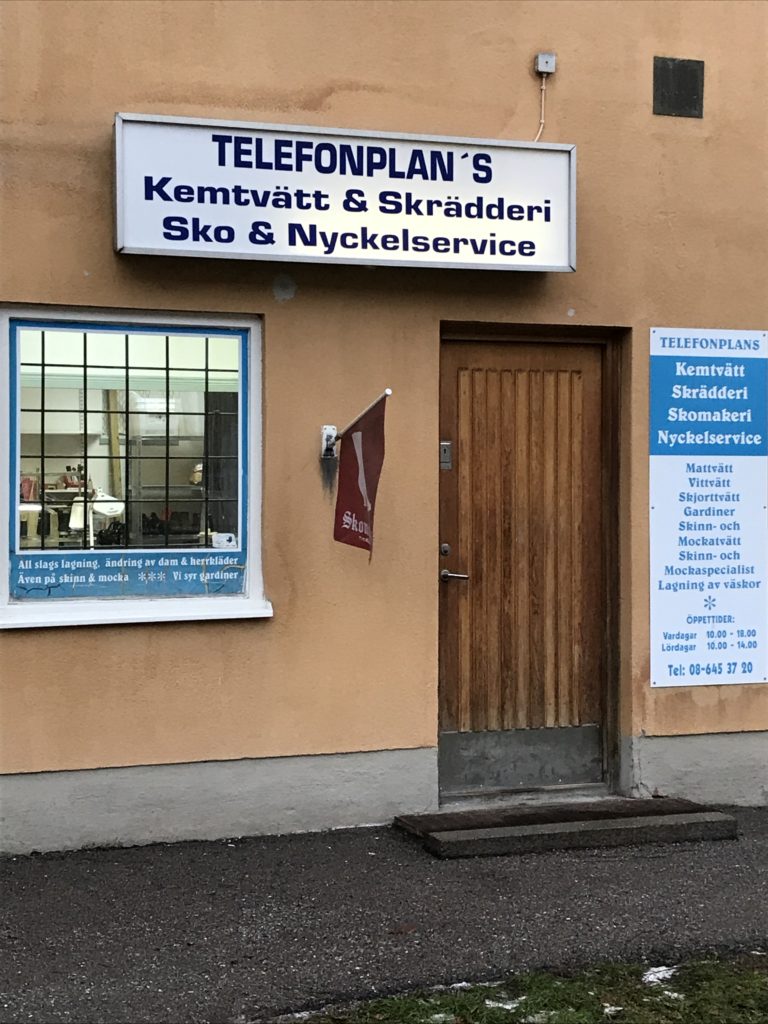 TELEFONPLAN´S
Kemtvätt & Skrädderi
Sko & Nyckelservice
All slags lagning, ändring av dam & herrkläder
Även på skinn & mocka *** Vi syr gardiner
TELEFONPLANS
Kemtvätt
Skrädderi
Skomakeri
Nyckelservice
Mattvätt
Vittvätt
Skjorttvätt
Gardiner
Skinn- och
Mockatvätt
Skinn- och
Mockaspecialist
Lagning av väskor
*
ÖPPETTIDER:
Vardagar 10.00 - 18.00
Lördagar 10.00 - 14.00
Tel: 08-645 37 20